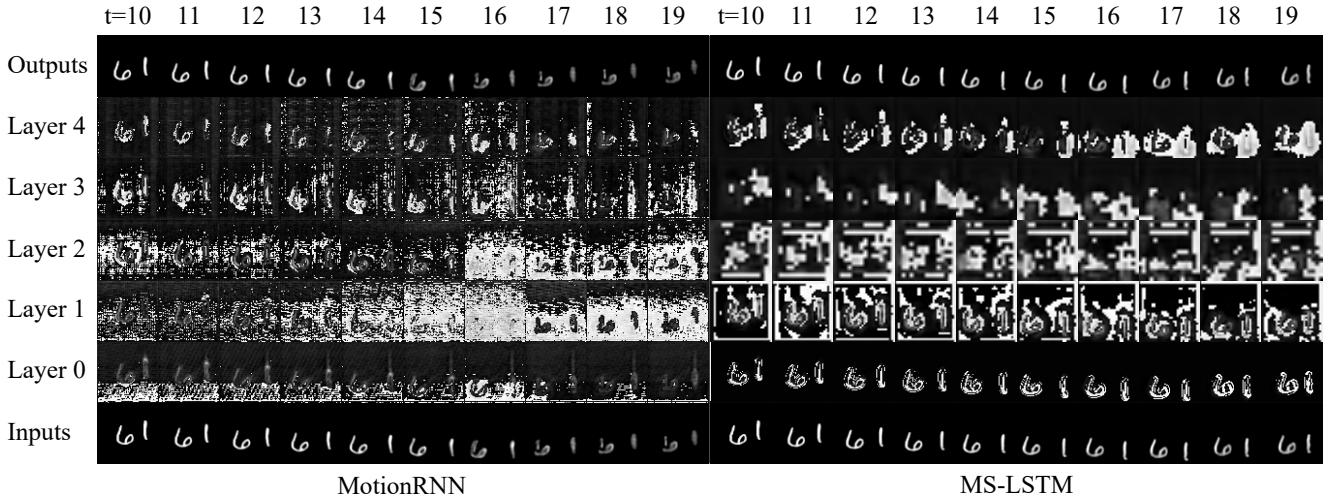 t=10 11 12 13 14 15 16 17 18 19 t=10 11 12 13 14 15 16 17 18 19
Outputs
Layer 4
Layer 3
Layer 2
Layer 1
Layer 0
Inputs
MotionRNN MS-LSTM